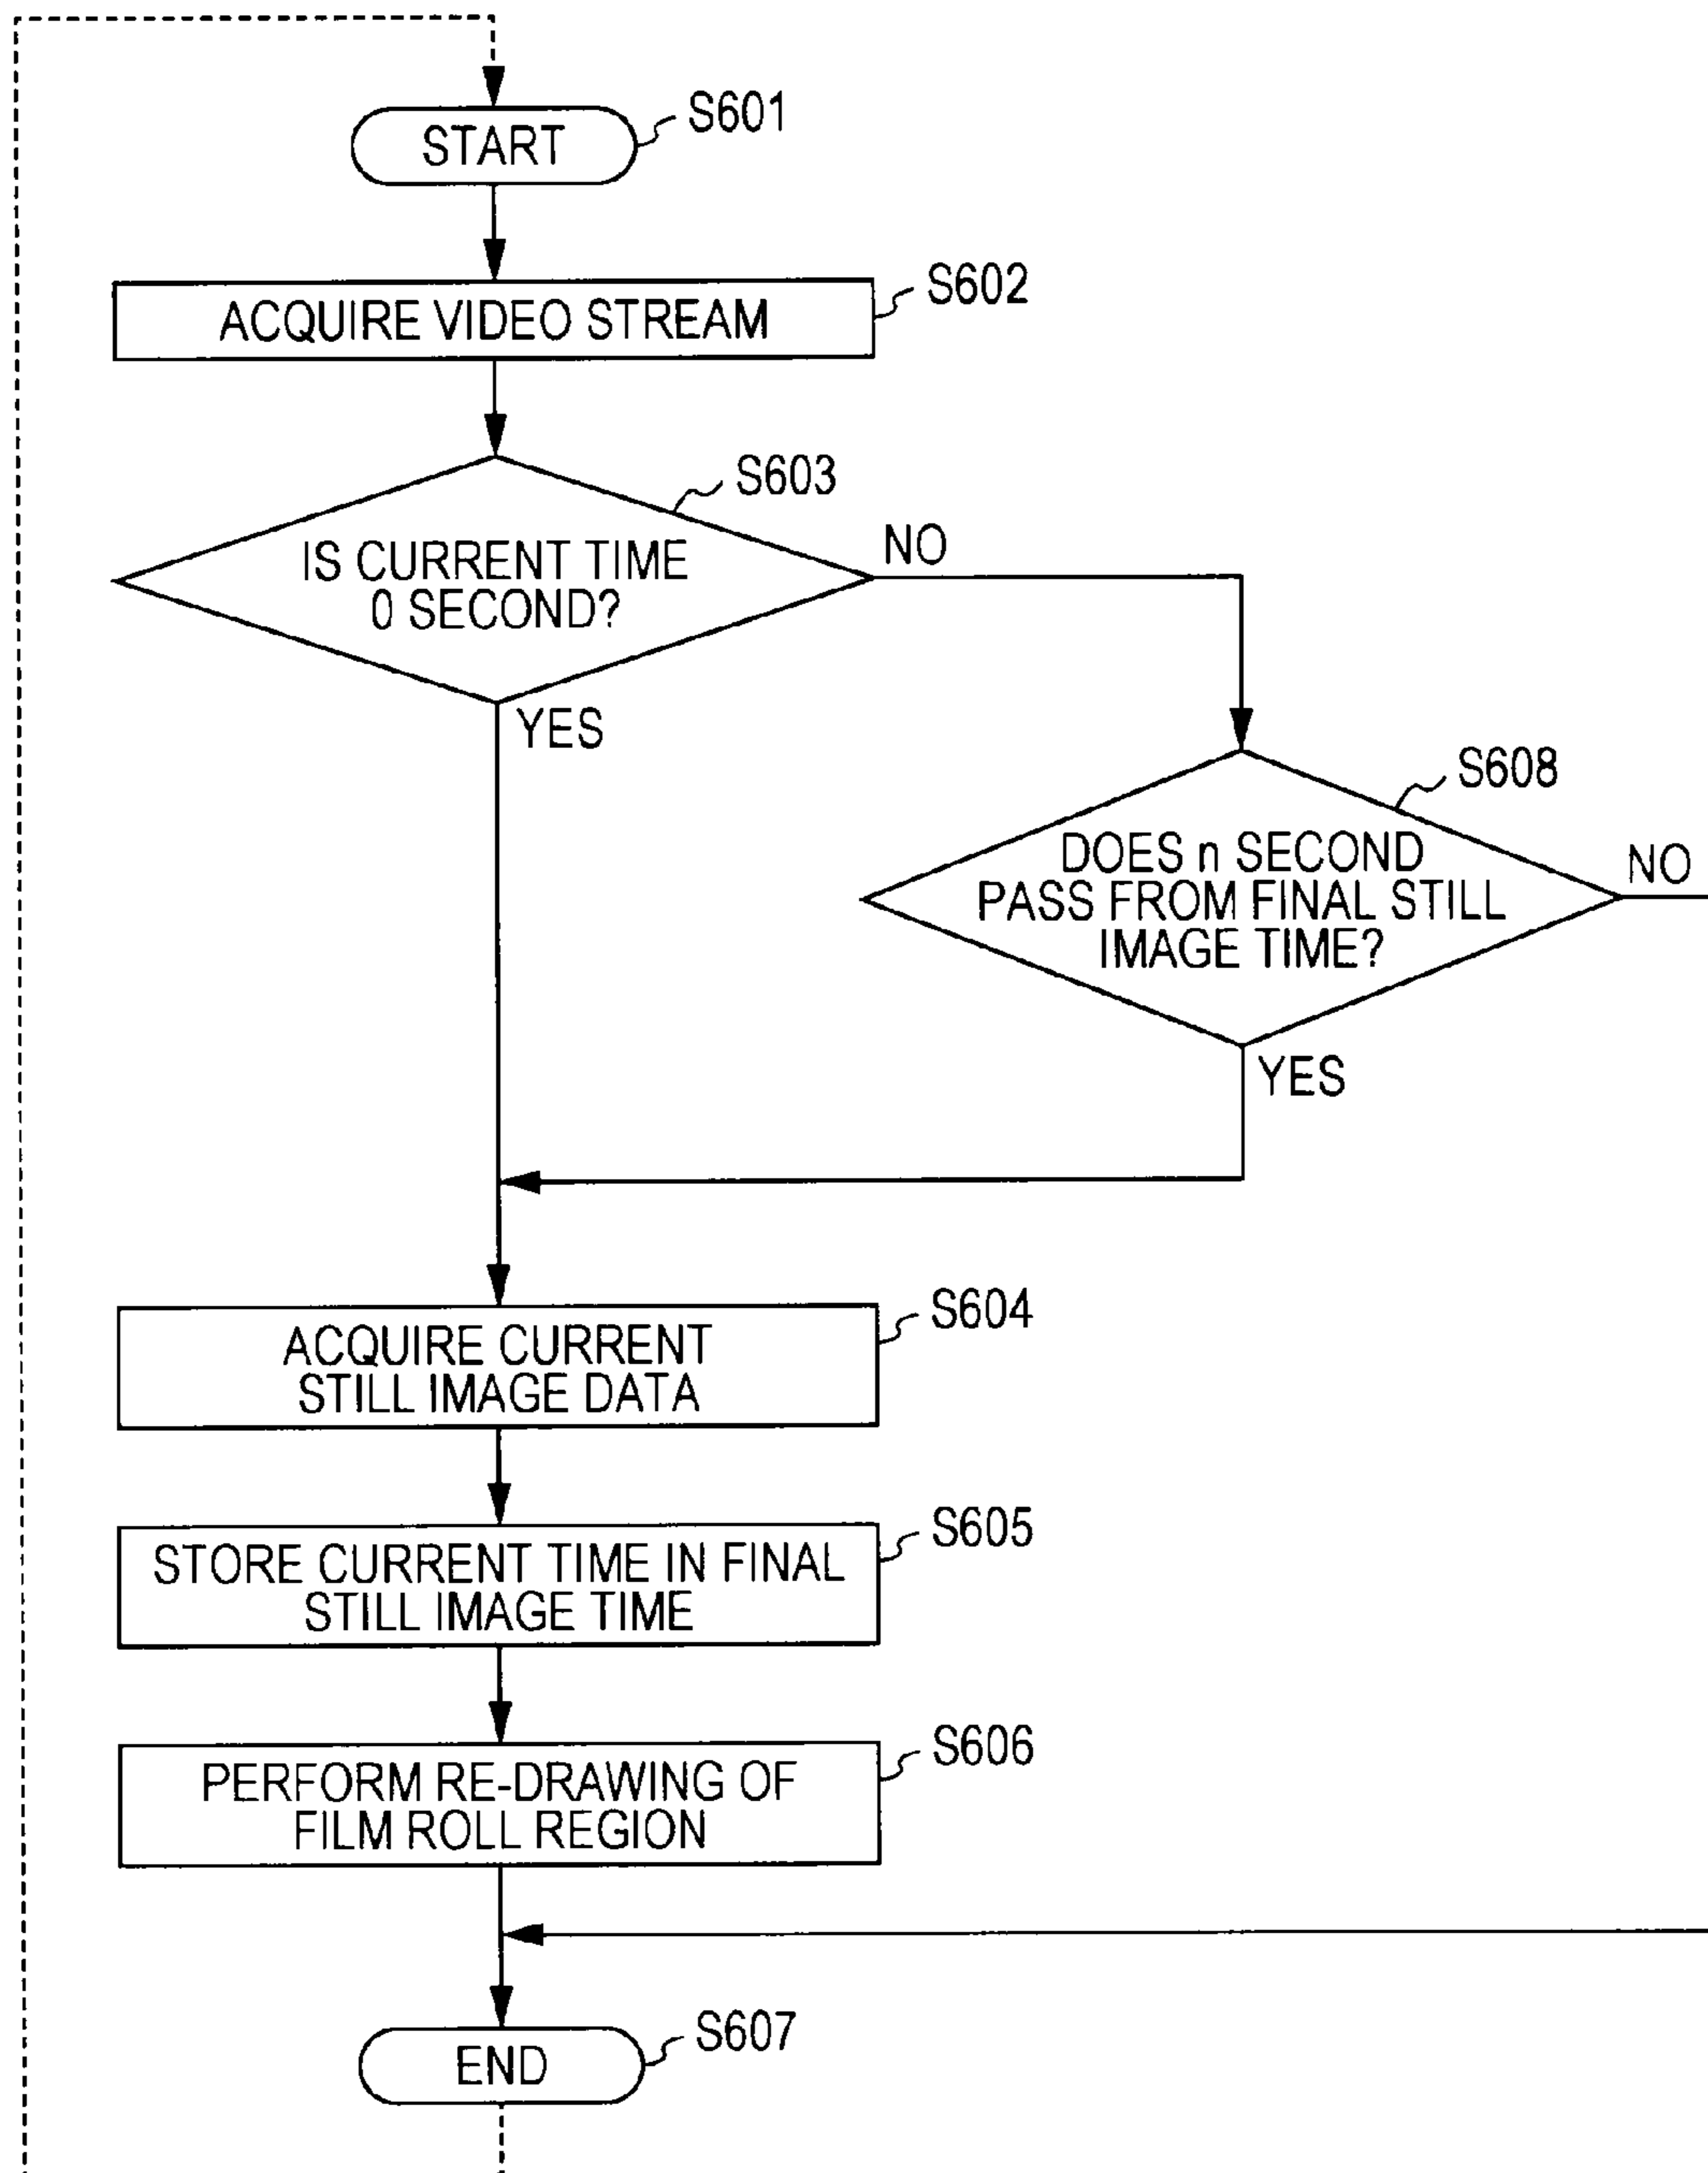 START
S601
ACQUIRE VIDEO STREAM
S602
S603
IS CURRENT TIME
0 SECOND?
NO
YES
S608
DOES n SECOND
PASS FROM FINAL STILL
IMAGE TIME?
NO
YES
S604
ACQUIRE CURRENT
STILL IMAGE DATA
S605
STORE CURRENT TIME IN FINAL
STILL IMAGE TIME
S606
PERFORM RE-DRAWING OF
FILM ROLL REGION
S607
END